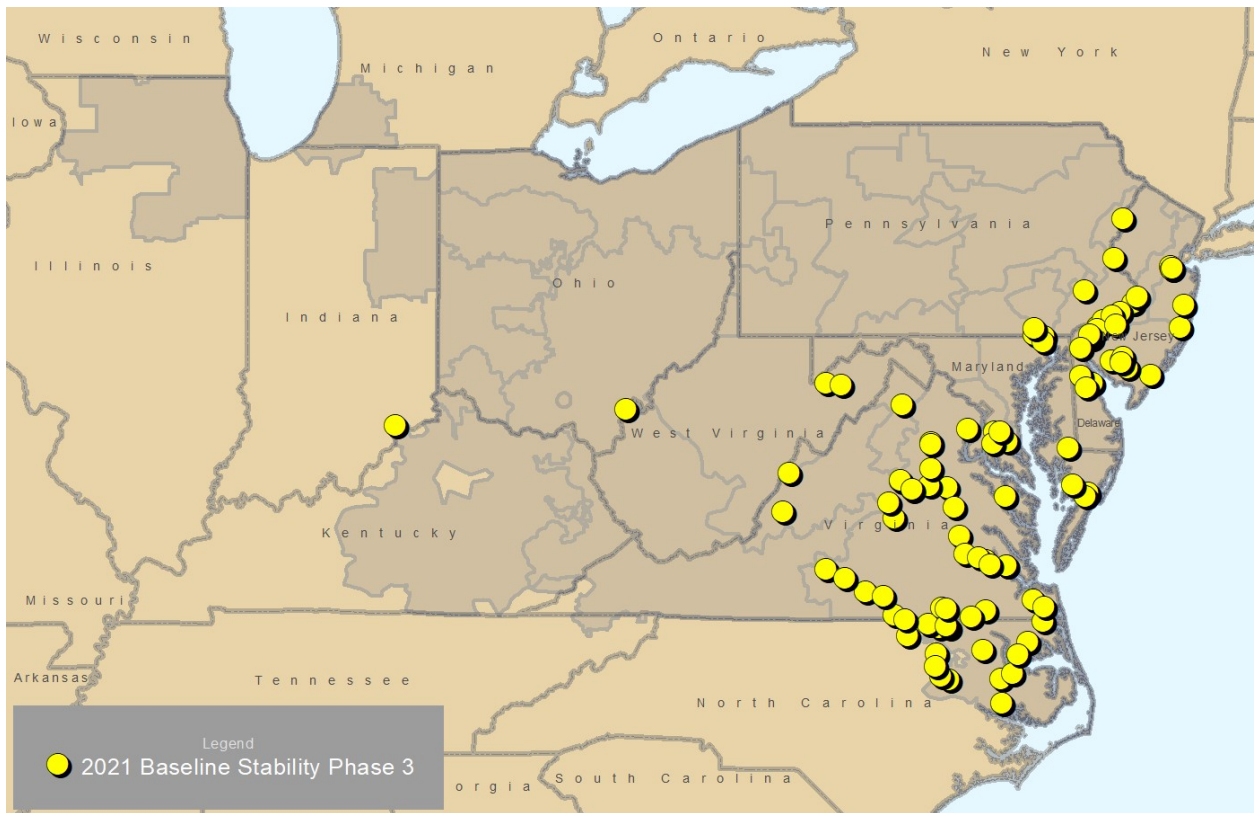 Wisconsin
Michigan
Ontario
New York
Iowa
Pennsylvania
Illinois
Ohio
Indiana
Jersey
Maryland
West Virginia
Delaware
Kentucky
Virginia
Missouri
Arkansas
Tennessee
North Carolina
Legend
2021 Baseline Stability Phase 3
orgia
South Carolina